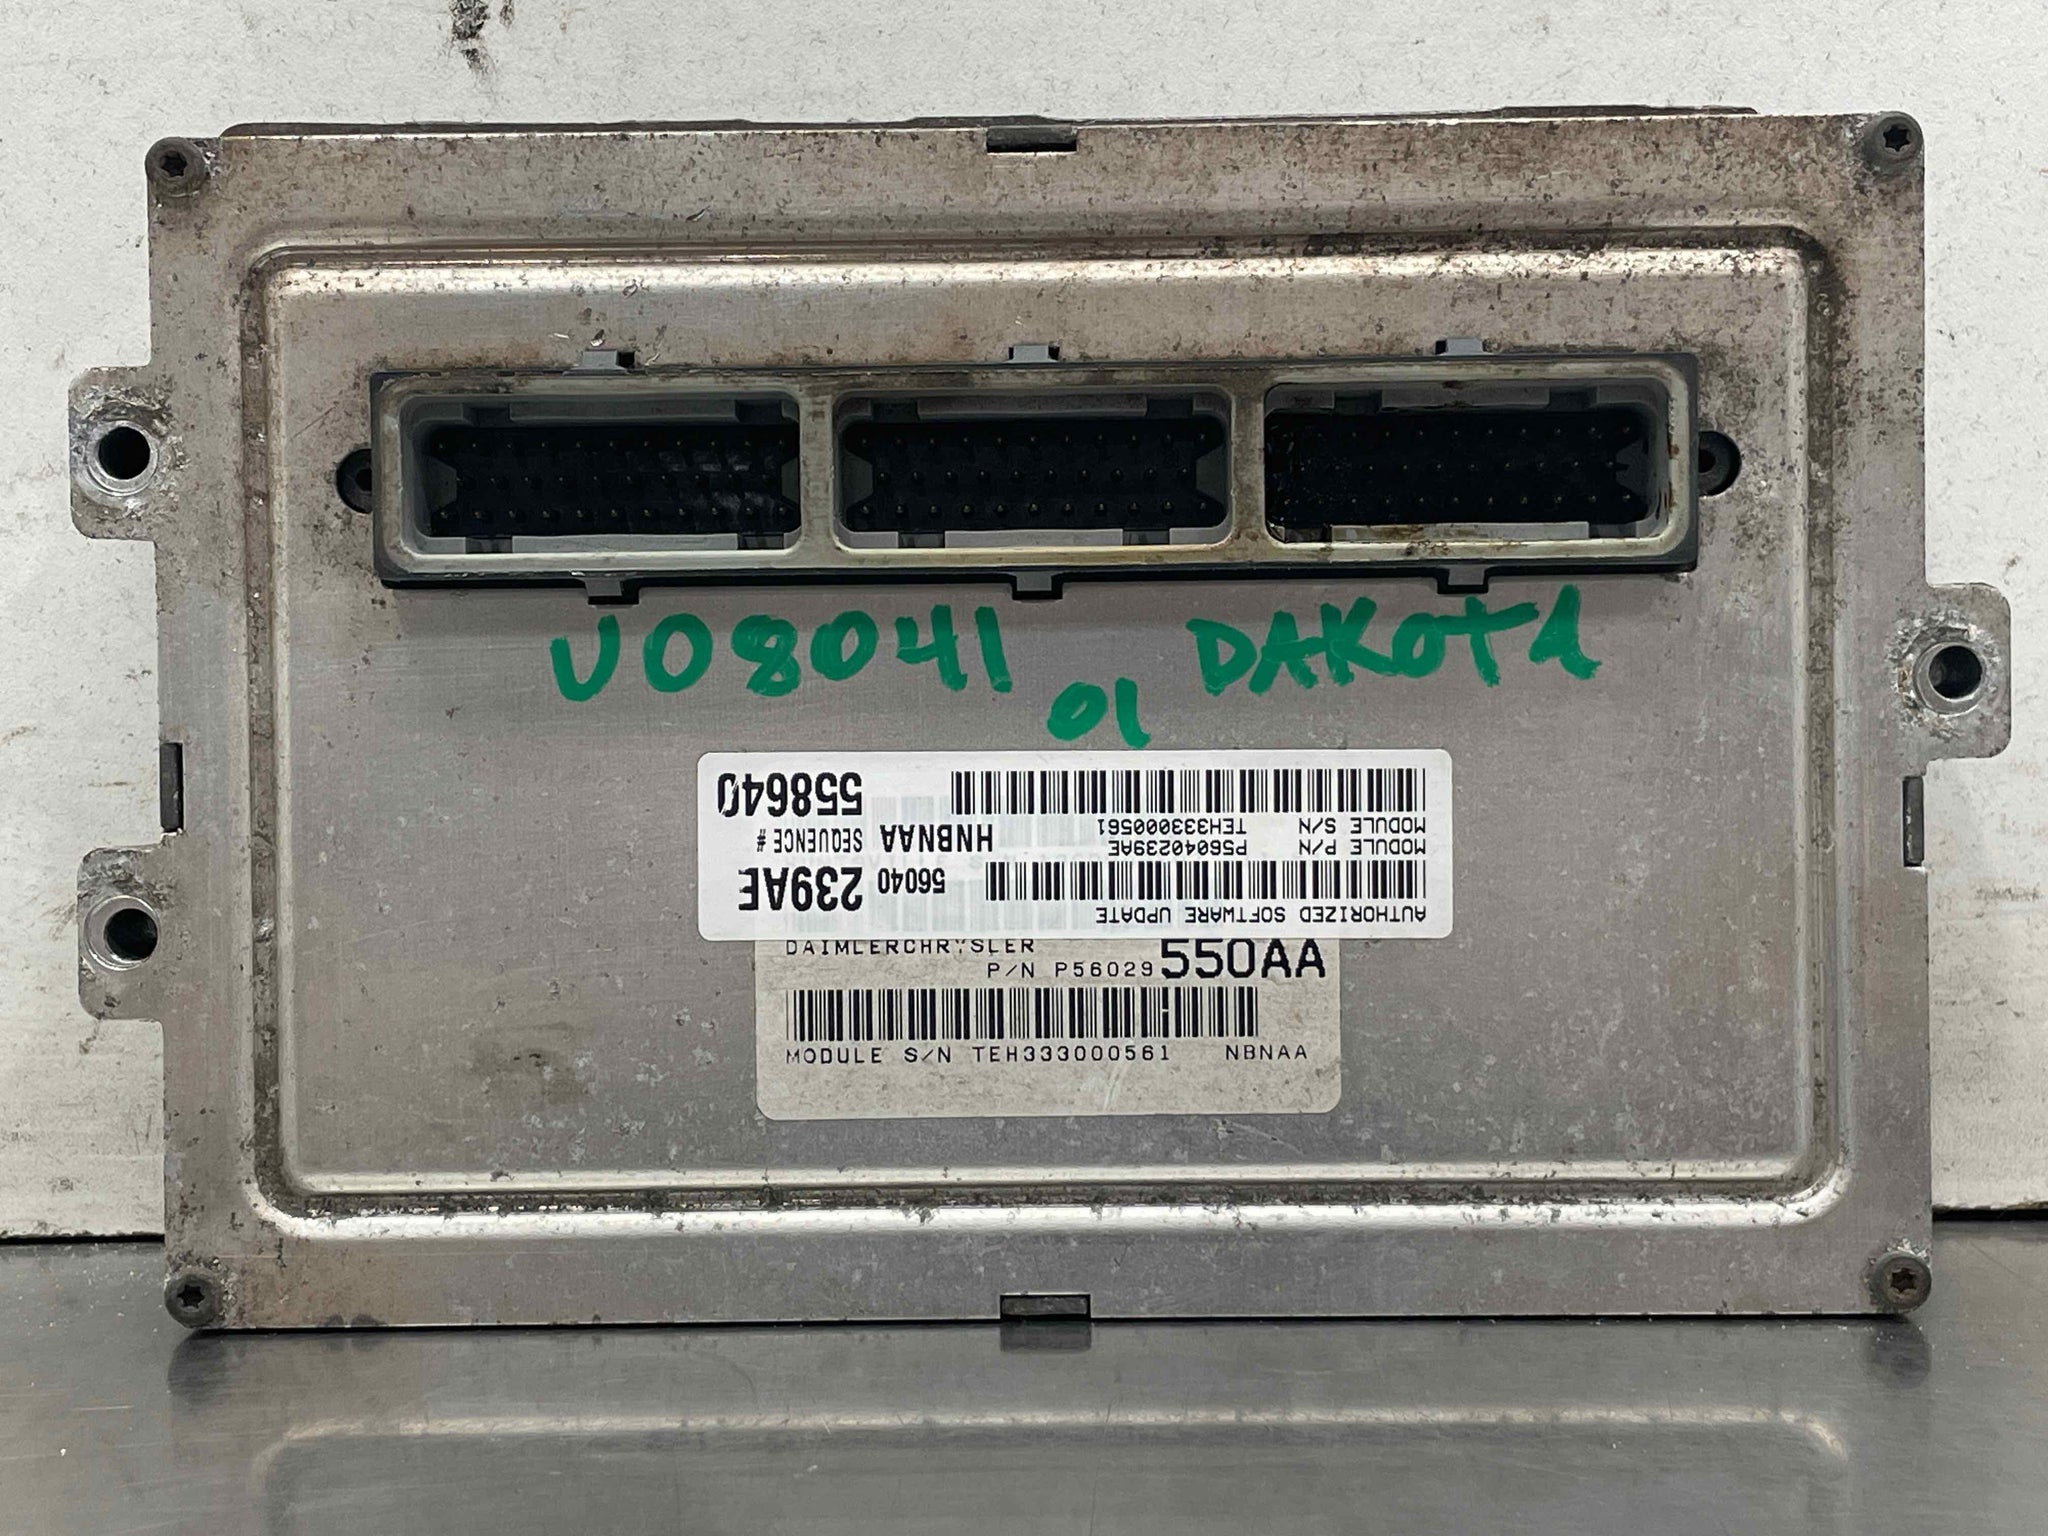 U08041 DAKOTA
01
AUTHORIZED SOFTWARE UPDATE
56040 239AE
MODULE P/N P56040239AE
MODULE S/N TEH333000561
HNBNAA SEQUENCE #
558640
DAIMLERCHRYSLER
P/N P56029550AA
MODULE S/N TEH333000561 NBNAA